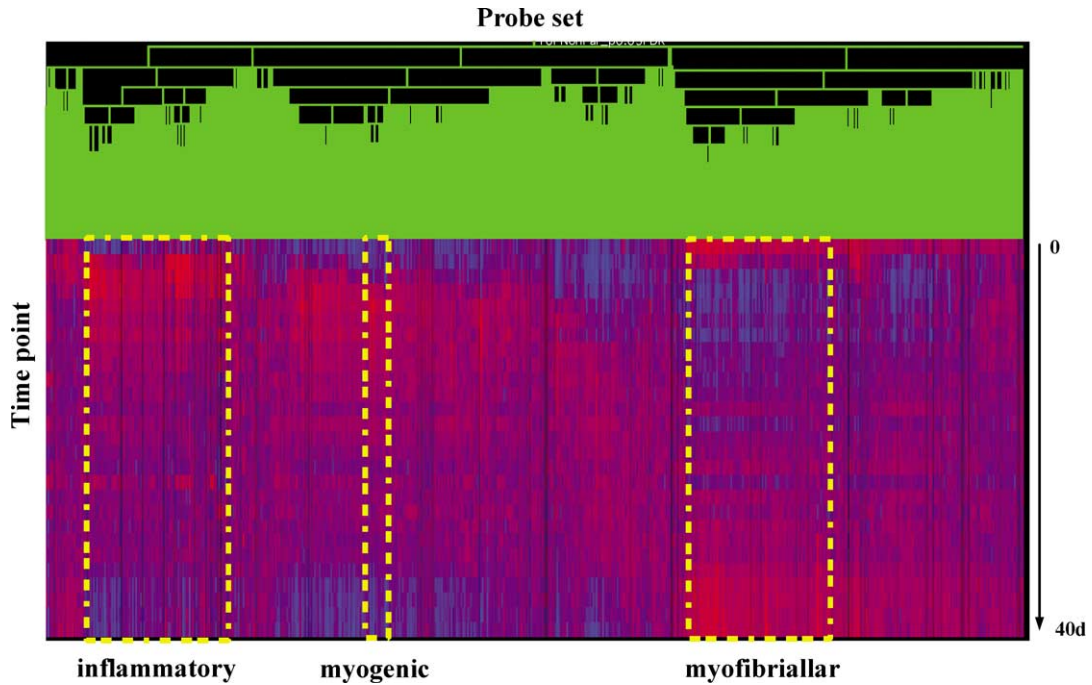 Probe set
Time point
0
40d
inflammatory
myogenic
myofibriallar